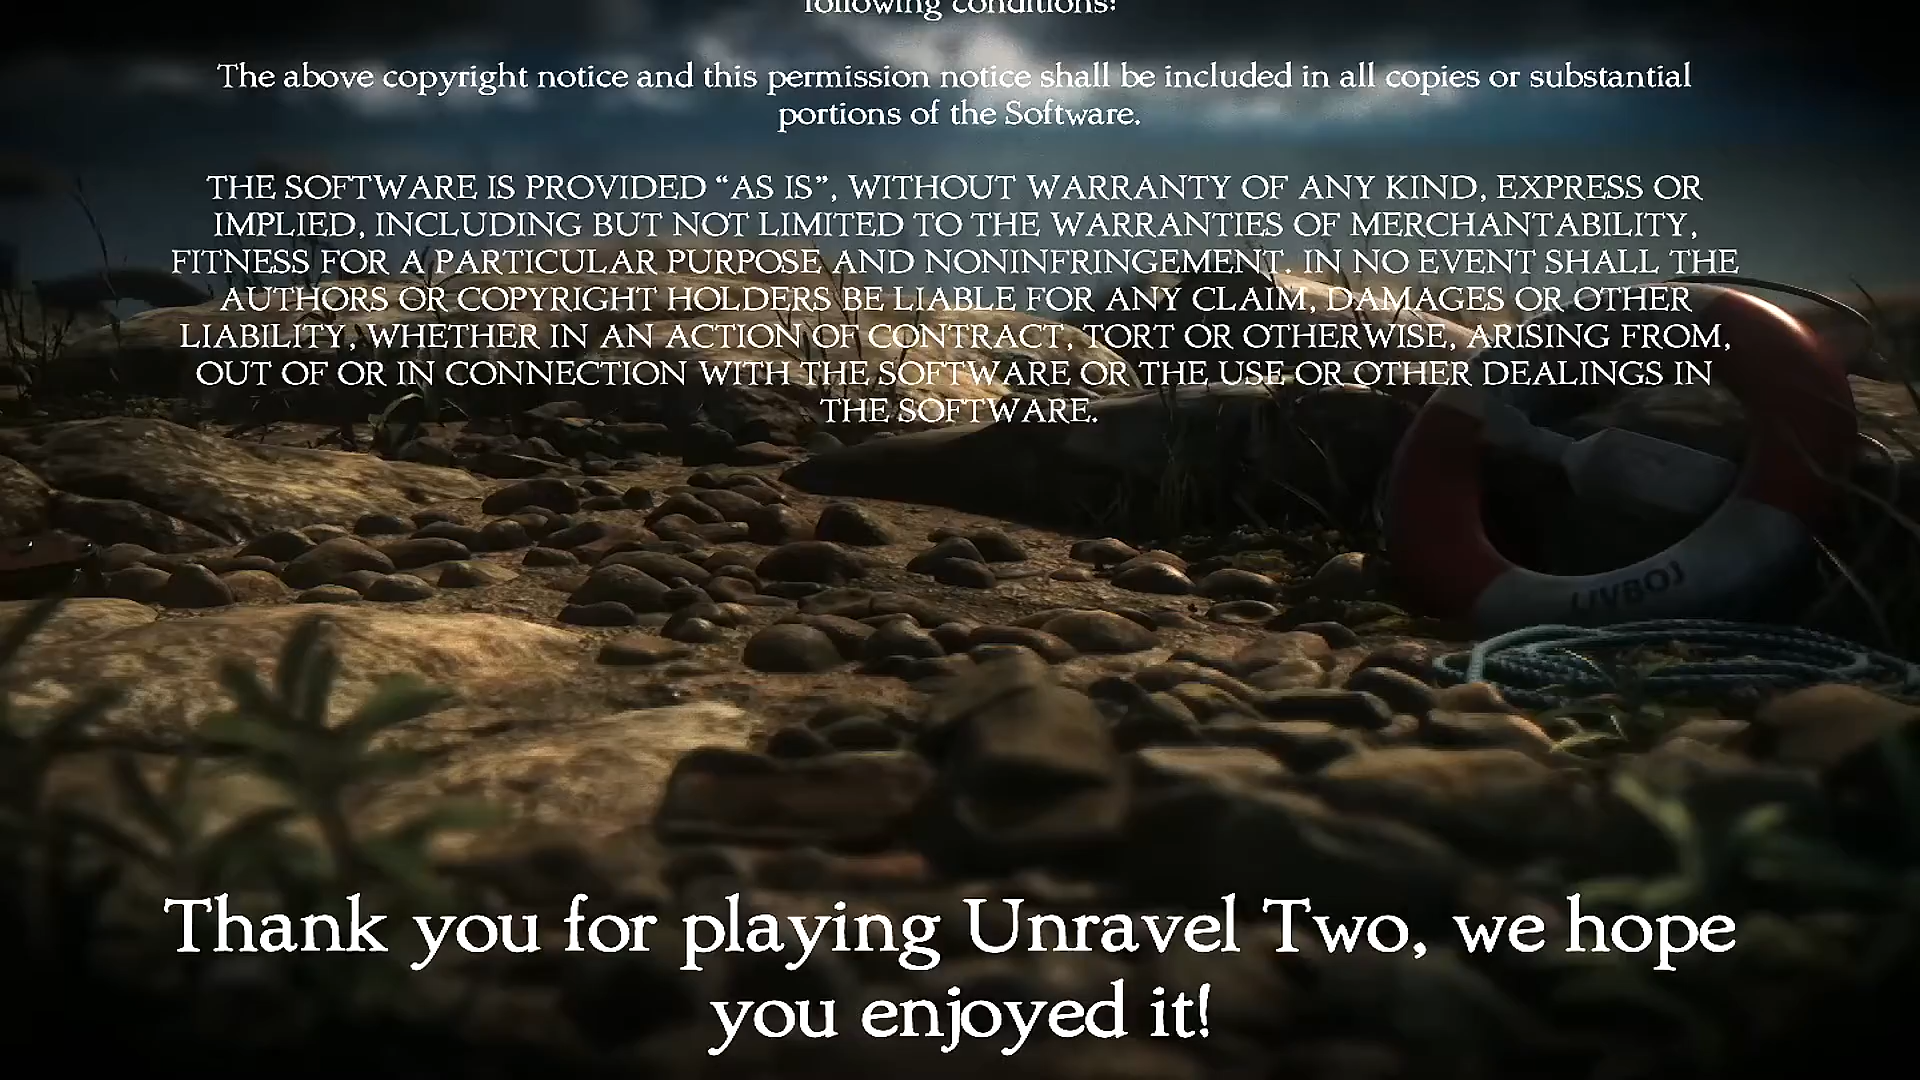 following conditions:
The above copyright notice and this permission notice shall be included in all copies or substantial
portions of the Software.
THE SOFTWARE IS PROVIDED “AS IS”, WITHOUT WARRANTY OF ANY KIND, EXPRESS OR
IMPLIED, INCLUDING BUT NOT LIMITED TO THE WARRANTIES OF MERCHANTABILITY,
FITNESS FOR A PARTICULAR PURPOSE AND NONINFRINGEMENT. IN NO EVENT SHALL THE
AUTHORS OR COPYRIGHT HOLDERS BE LIABLE FOR ANY CLAIM, DAMAGES OR OTHER
LIABILITY, WHETHER IN AN ACTION OF CONTRACT, TORT OR OTHERWISE, ARISING FROM,
OUT OF OR IN CONNECTION WITH THE SOFTWARE OR THE USE OR OTHER DEALINGS IN
THE SOFTWARE.
LIVBOJ
Thank you for playing Unravel Two, we hope
you enjoyed it!